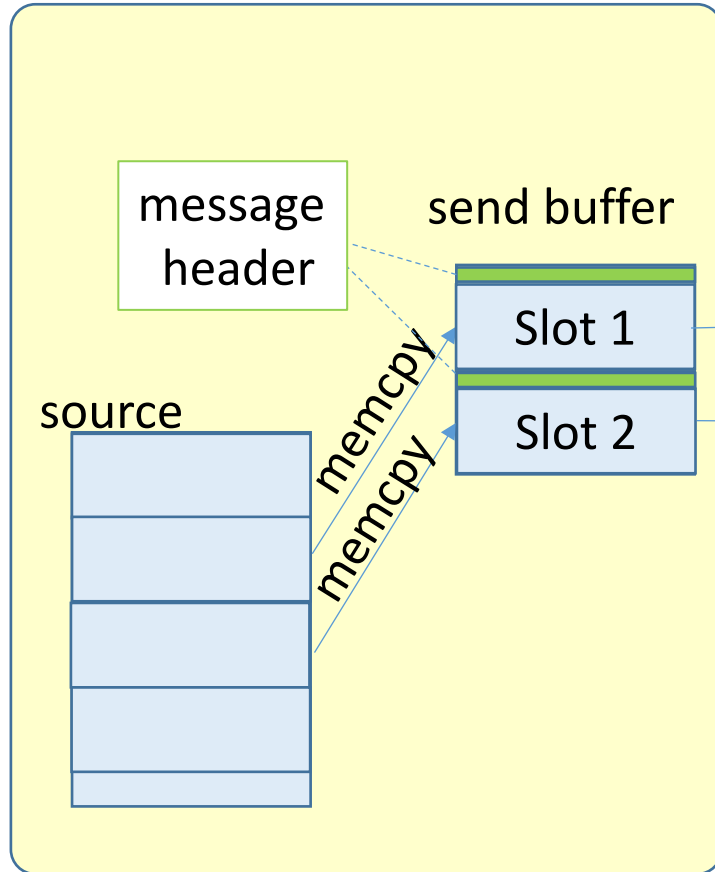 message
header
send buffer
Slot 1
memcpy
source
Slot 2
memcpy